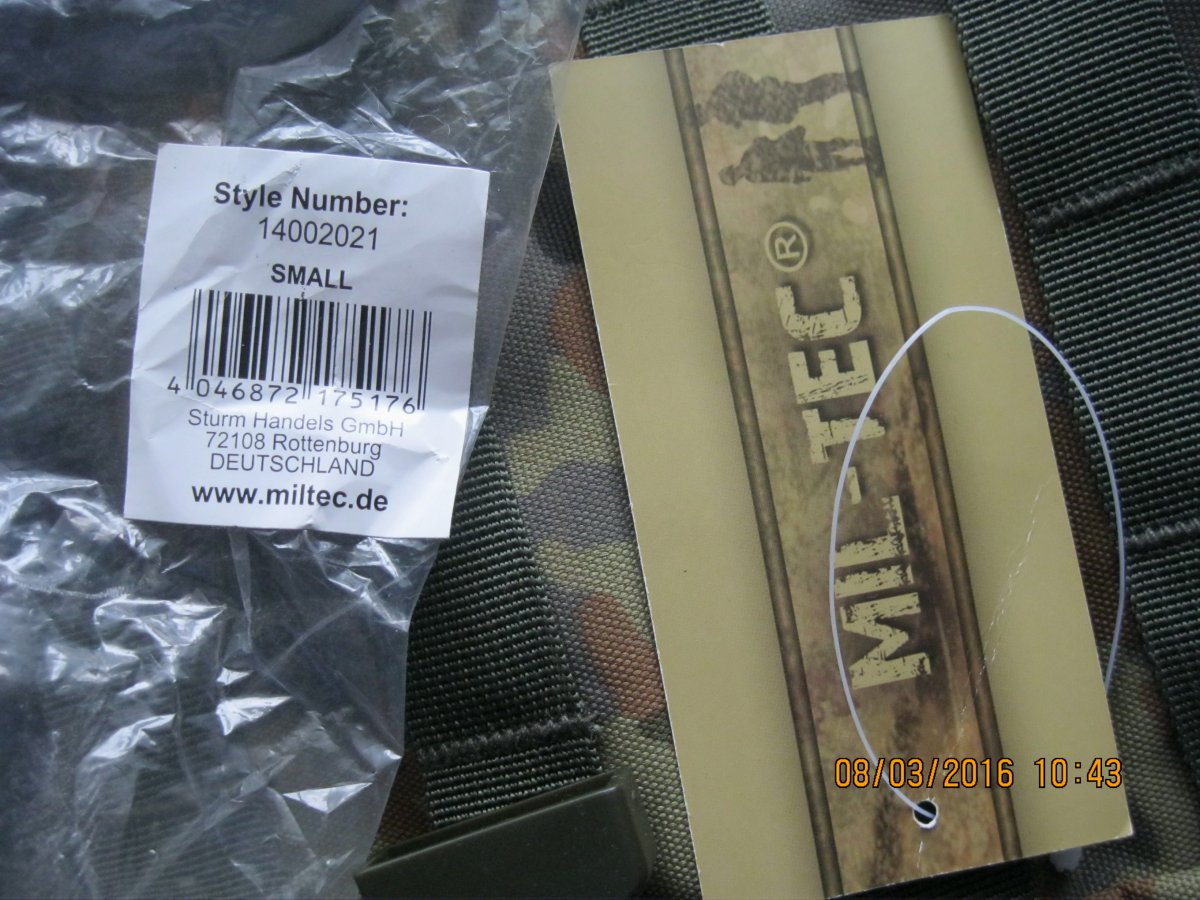 Style Number:
14002021
SMALL
4 046872 175176
Sturm Handels GmbH
72108 Rottenburg
DEUTSCHLAND
www.miltec.de
MIL-TEC®
08/03/2016 10:43